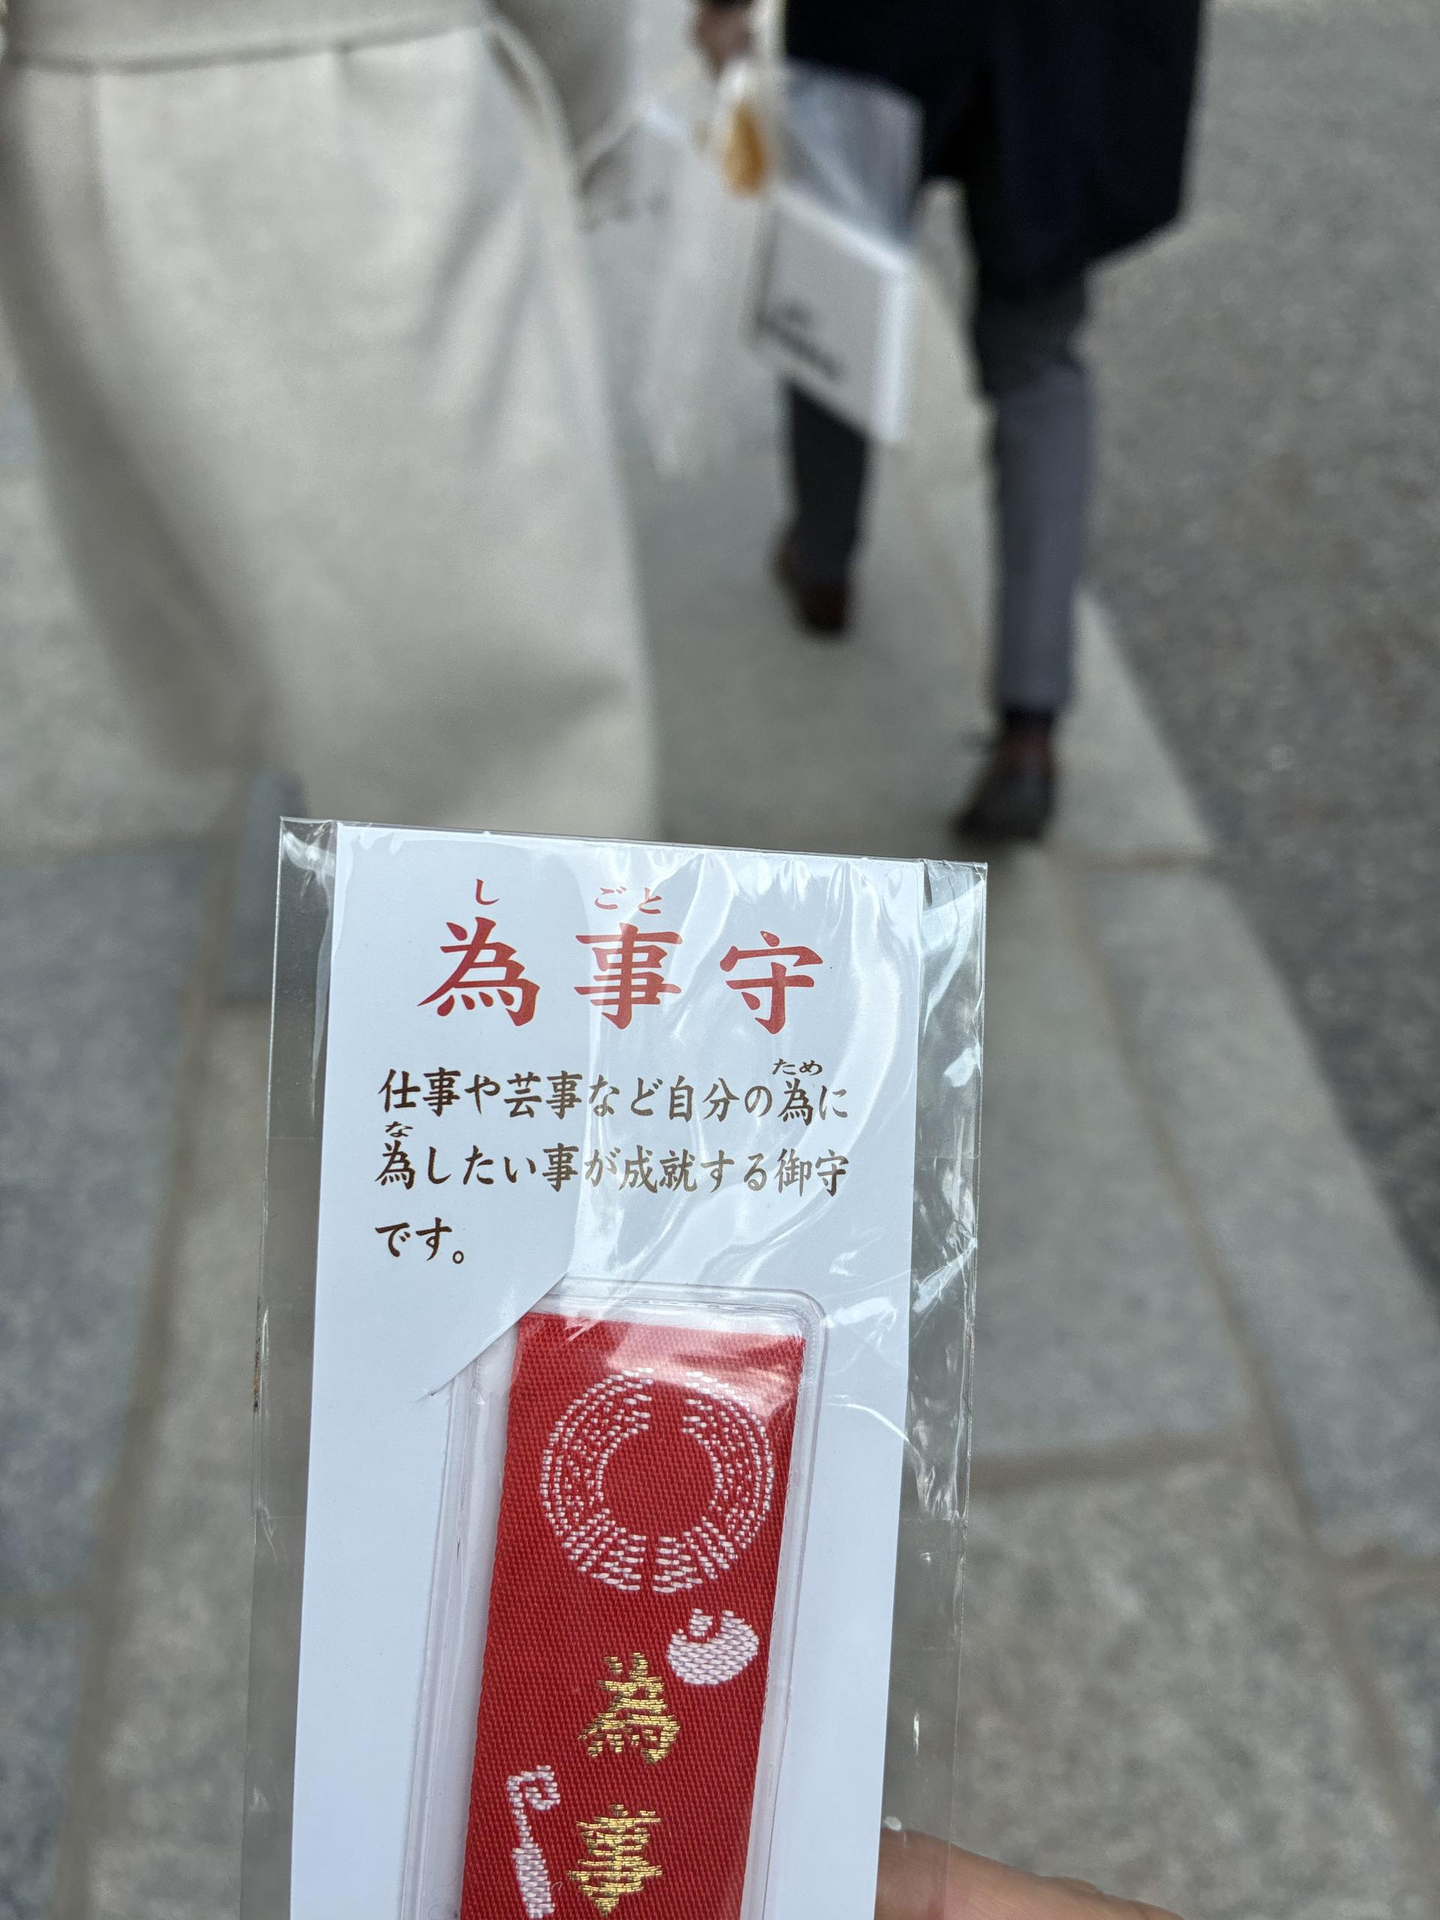 し ごと
為事守
ため
仕事や芸事など自分の為に
な
為したい事が成就する御守
です。
為
事